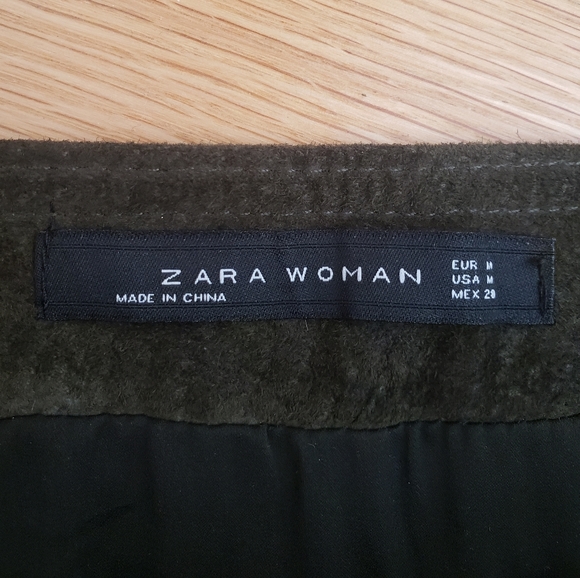 ZARA WOMAN
MADE IN CHINA
EUR M
USA M
MEX 28